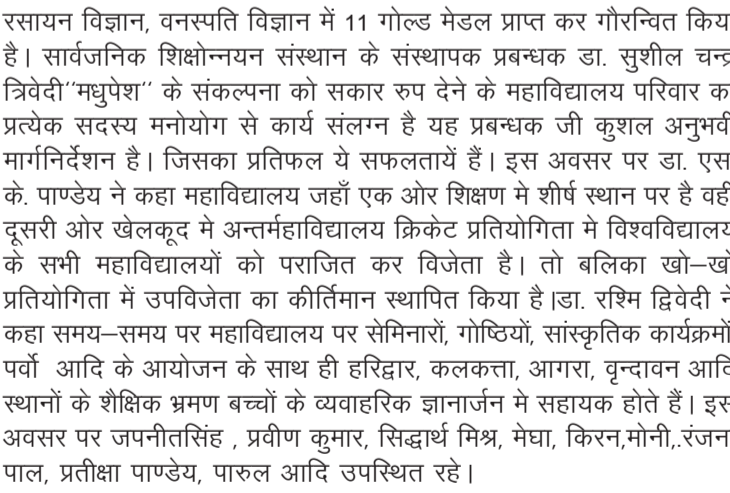 रसायन विज्ञान, वनस्पति विज्ञान में 11 गोल्ड मेडल प्राप्त कर गौरन्वित किय
है। सार्वजनिक शिक्षोन्नयन संस्थान के संस्थापक प्रबन्धक डा. सुशील चन्द्र
त्रिवेदी''मधुपेश'' के संकल्पना को सकार रुप देने के महाविद्यालय परिवार क
प्रत्येक सदस्य मनोयोग से कार्य संलग्न है यह प्रबन्धक जी कुशल अनुभवी
मार्गनिर्देशन है। जिसका प्रतिफल ये सफलतायें हैं। इस अवसर पर डा. एस
के. पाण्डेय ने कहा महाविद्यालय जहाँ एक ओर शिक्षण मे शीर्ष स्थान पर है वही
दूसरी ओर खेलकूद मे अन्तर्महाविद्यालय क्रिकेट प्रतियोगिता मे विश्वविद्यालय
के सभी महाविद्यालयों को पराजित कर विजेता है। तो बलिका खो–खो
प्रतियोगिता में उपविजेता का कीर्तिमान स्थापित किया है।डा. रश्मि द्विवेदी ने
कहा समय–समय पर महाविद्यालय पर सेमिनारों, गोष्ठियों, सांस्कृतिक कार्यक्रमों
पर्वो आदि के आयोजन के साथ ही हरिद्वार, कलकत्ता, आगरा, वृन्दावन आदि
स्थानों के शैक्षिक भ्रमण बच्चों के व्यवाहरिक ज्ञानार्जन मे सहायक होते हैं। इस
अवसर पर जपनीतसिंह , प्रवीण कुमार, सिद्धार्थ मिश्र, मेघा, किरन,मोनी,.रंजन
पाल, प्रतीक्षा पाण्डेय, पारुल आदि उपस्थित रहे।